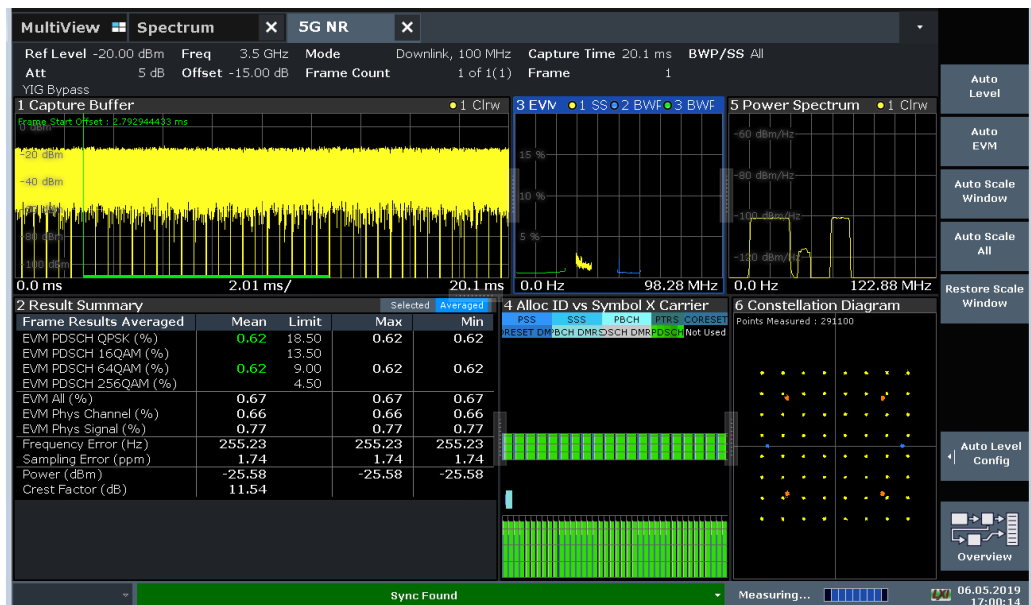 MultiView Spectrum X 5G NR X
Ref Level -20.00 dBm Freq 3.5 GHz Mode Downlink, 100 MHz Capture Time 20.1 ms BWP/SS All
Att 5 dB Offset -15.00 dB Frame Count 1 of 1(1) Frame 1
YIG Bypass
1 Capture Buffer 1 Clrw
Frame Start Offset : 2.792944433 ms
0 dBm
-20 dBm
-40 dBm
-60 dBm
-80 dBm
-100 dBm
0.0 ms 2.01 ms/ 20.1 ms
3 EVM 1 SS 2 BWF 3 BWF
15 %
10 %
5 %
0.0 Hz 98.28 MHz
5 Power Spectrum 1 Clrw
-60 dBm/Hz
-80 dBm/Hz
-100 dBm/Hz
-120 dBm/Hz
0.0 Hz 122.88 MHz
2 Result Summary Selected Averaged
Frame Results Averaged Mean Limit Max Min
EVM PDSCH QPSK (%) 0.62 18.50 0.62 0.62
EVM PDSCH 16QAM (%) 13.50
EVM PDSCH 64QAM (%) 0.62 9.00 0.62 0.62
EVM PDSCH 256QAM (%) 4.50
EVM All (%) 0.67 0.67 0.67
EVM Phys Channel (%) 0.66 0.66 0.66
EVM Phys Signal (%) 0.77 0.77 0.77
Frequency Error (Hz) 255.23 255.23 255.23
Sampling Error (ppm) 1.74 1.74 1.74
Power (dBm) -25.58 -25.58 -25.58
Crest Factor (dB) 11.54
4 Alloc ID vs Symbol X Carrier
PSS SSS PBCH PTRS CORESET
RESET DM PBCH DMRS DSCH DMR PDSCH Not Used
6 Constellation Diagram
Points Measured : 291100
Auto
Level
Auto
EVM
Auto Scale
Window
Auto Scale
All
Restore Scale
Window
Auto Level
Config
Overview
Sync Found
Measuring...
06.05.2019
17:00:14